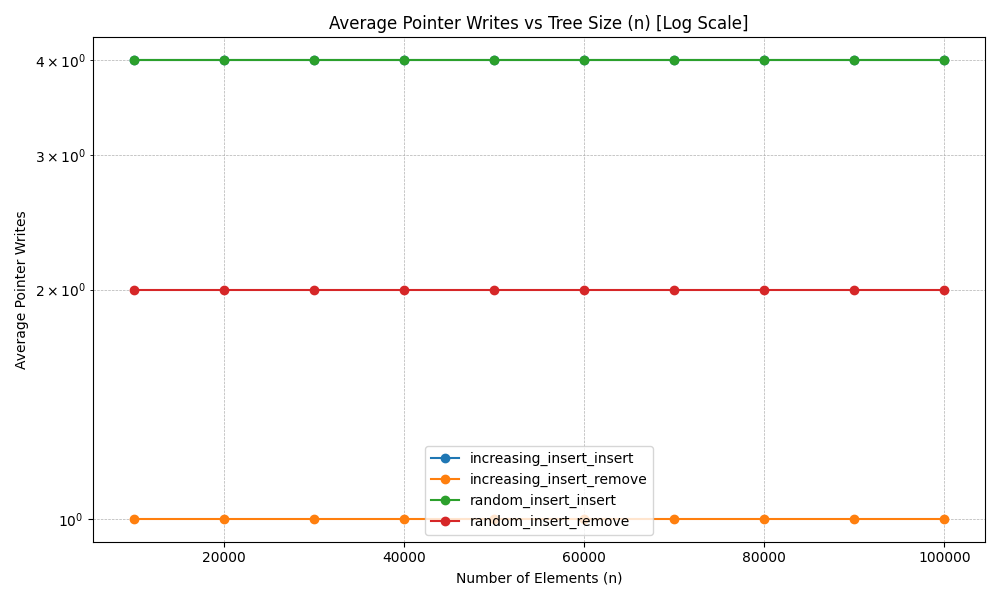 Average Pointer Writes vs Tree Size (n) [Log Scale]
4 × 10⁰
3 × 10⁰
2 × 10⁰
10⁰
Average Pointer Writes
increasing_insert_insert
increasing_insert_remove
random_insert_insert
random_insert_remove
20000 40000 60000 80000 100000
Number of Elements (n)